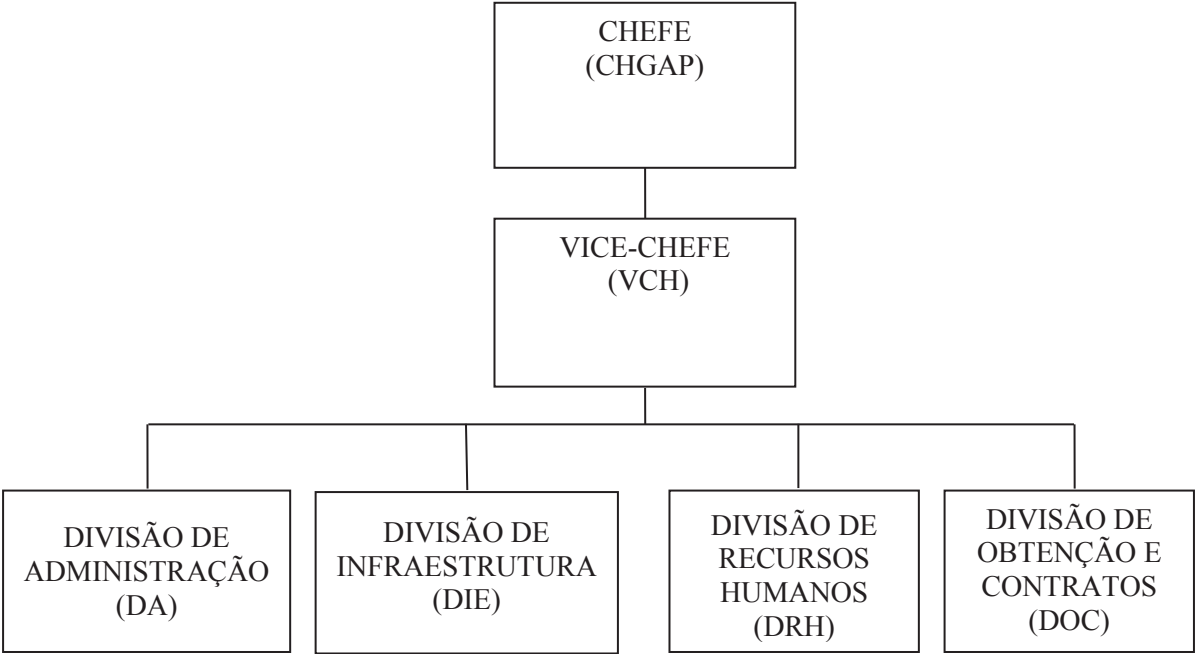 CHEFE
(CHGAP)
VICE-CHEFE
(VCH)
DIVISÃO DE
ADMINISTRAÇÃO
(DA)
DIVISÃO DE
INFRAESTRUTURA
(DIE)
DIVISÃO DE
RECURSOS
HUMANOS
(DRH)
DIVISÃO DE
OBTENÇÃO E
CONTRATOS
(DOC)